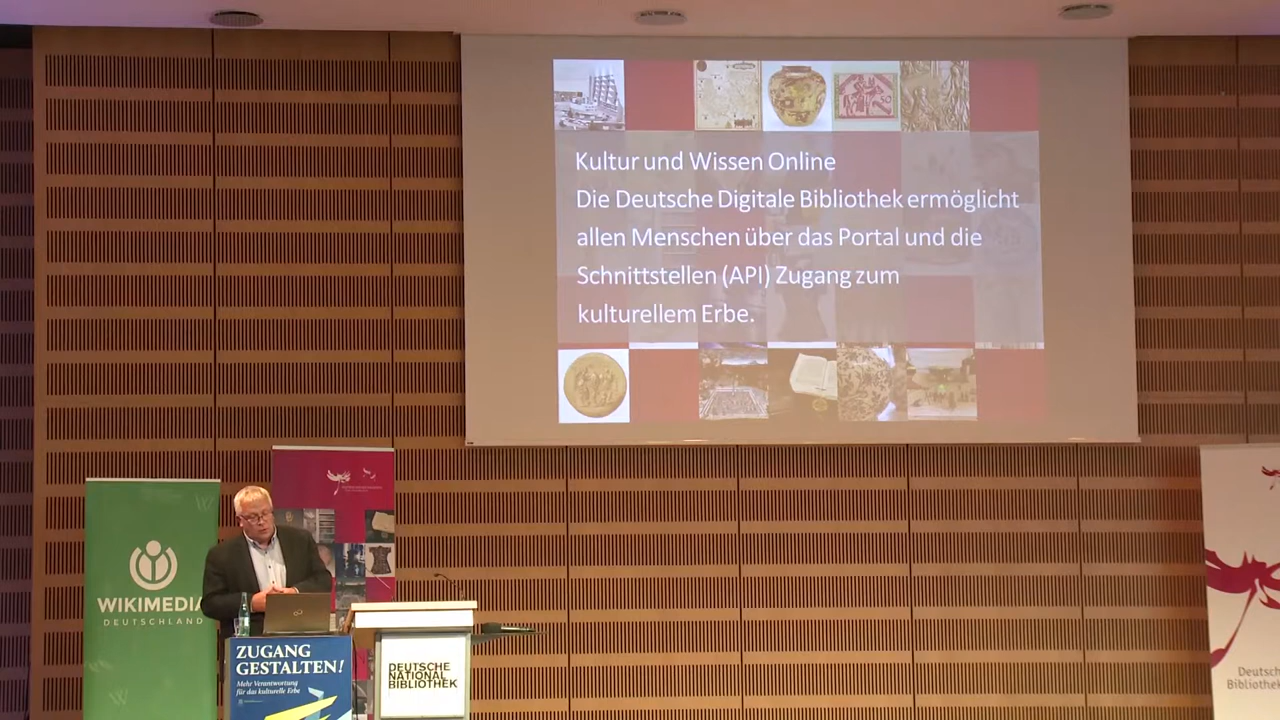 Kultur und Wissen Online
Die Deutsche Digitale Bibliothek ermöglicht
allen Menschen über das Portal und die
Schnittstellen (API) Zugang zum
kulturellem Erbe.
WIKIMEDIA
DEUTSCHLAND
ZUGANG
GESTALTEN!
Mehr Verantwortung
für das kulturelle Erbe
DEUTSCHE
NATIONAL
BIBLIOTHEK
Deutsch
Bibliothek